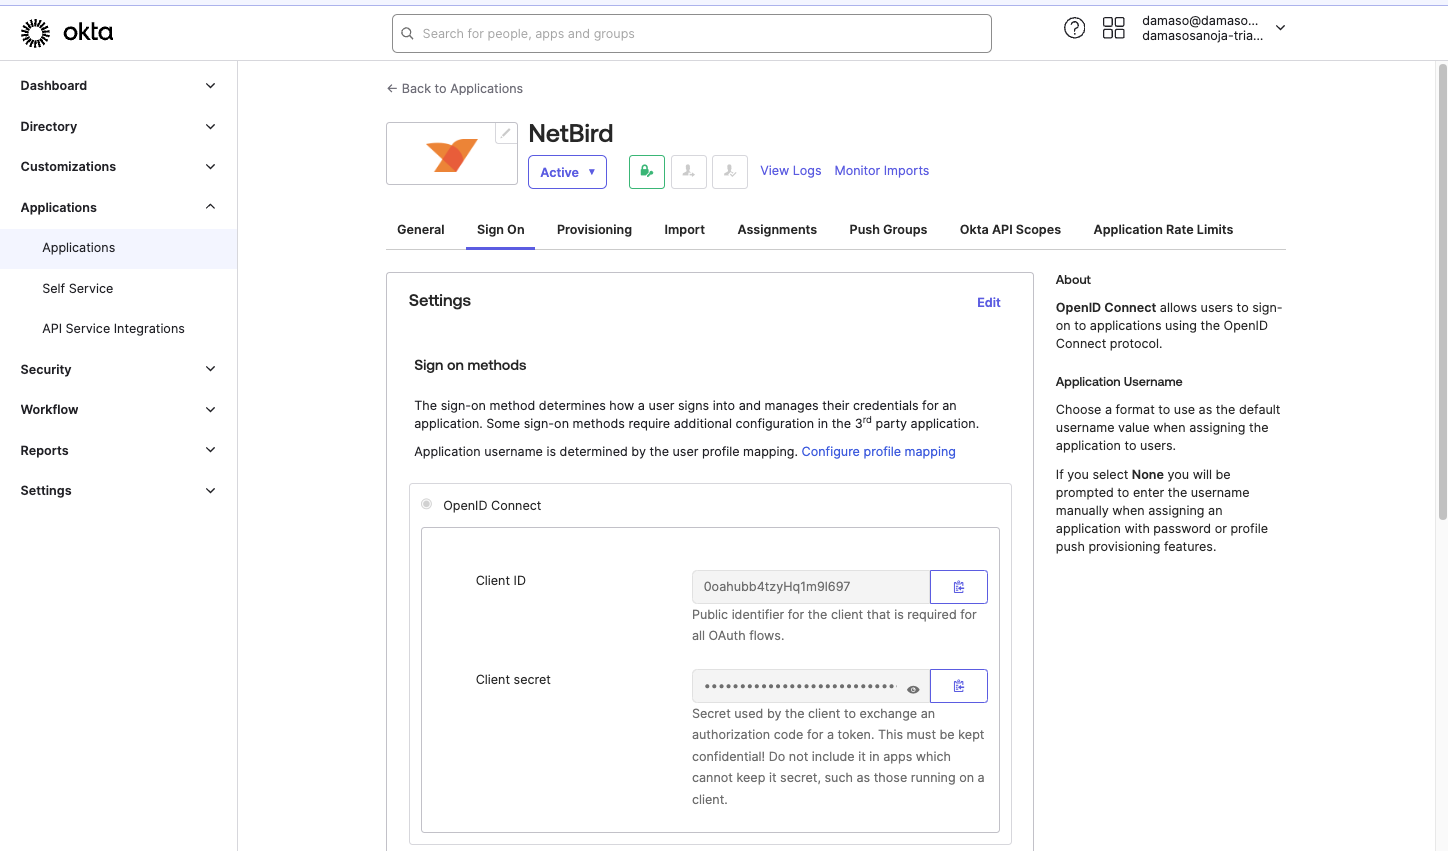 okta
Search for people, apps and groups
damaso@damaso...
damasosanoja-tria...
Dashboard
Directory
Customizations
Applications
Applications
Self Service
API Service Integrations
Security
Workflow
Reports
Settings
← Back to Applications
NetBird
Active
View Logs
Monitor Imports
General
Sign On
Provisioning
Import
Assignments
Push Groups
Okta API Scopes
Application Rate Limits
Settings
Edit
Sign on methods
The sign-on method determines how a user signs into and manages their credentials for an
application. Some sign-on methods require additional configuration in the 3rd party application.
Application username is determined by the user profile mapping. Configure profile mapping
OpenID Connect
Client ID
0oahubb4tzyHq1m9I697
Public identifier for the client that is required for
all OAuth flows.
Client secret
••••••••••••••••••••••••••••
Secret used by the client to exchange an
authorization code for a token. This must be kept
confidential! Do not include it in apps which
cannot keep it secret, such as those running on a
client.
About
OpenID Connect allows users to sign-
on to applications using the OpenID
Connect protocol.
Application Username
Choose a format to use as the default
username value when assigning the
application to users.
If you select None you will be
prompted to enter the username
manually when assigning an
application with password or profile
push provisioning features.